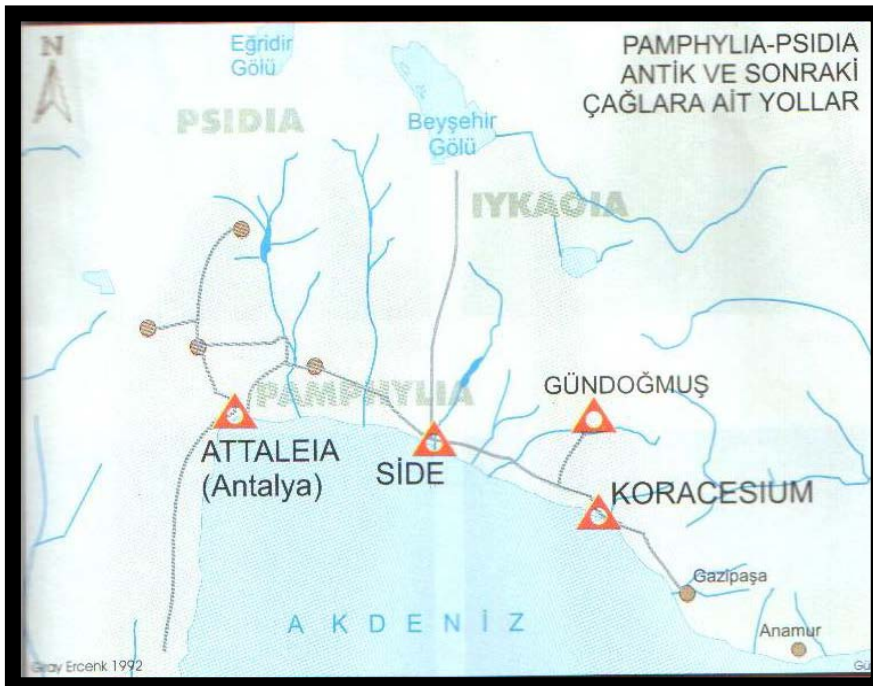 N
Eğridir
Gölü
PAMPHYLIA-PSIDIA
ANTİK VE SONRAKİ
ÇAĞLARA AİT YOLLAR
PSIDIA
Beyşehir
Gölü
IYKAOIA
PAMPHYLIA
GÜNDOĞMUŞ
ATTALEIA
(Antalya)
SİDE
KORACESIUM
Gazipaşa
AKDENİZ
Anamur
Giray Ercenk 1992